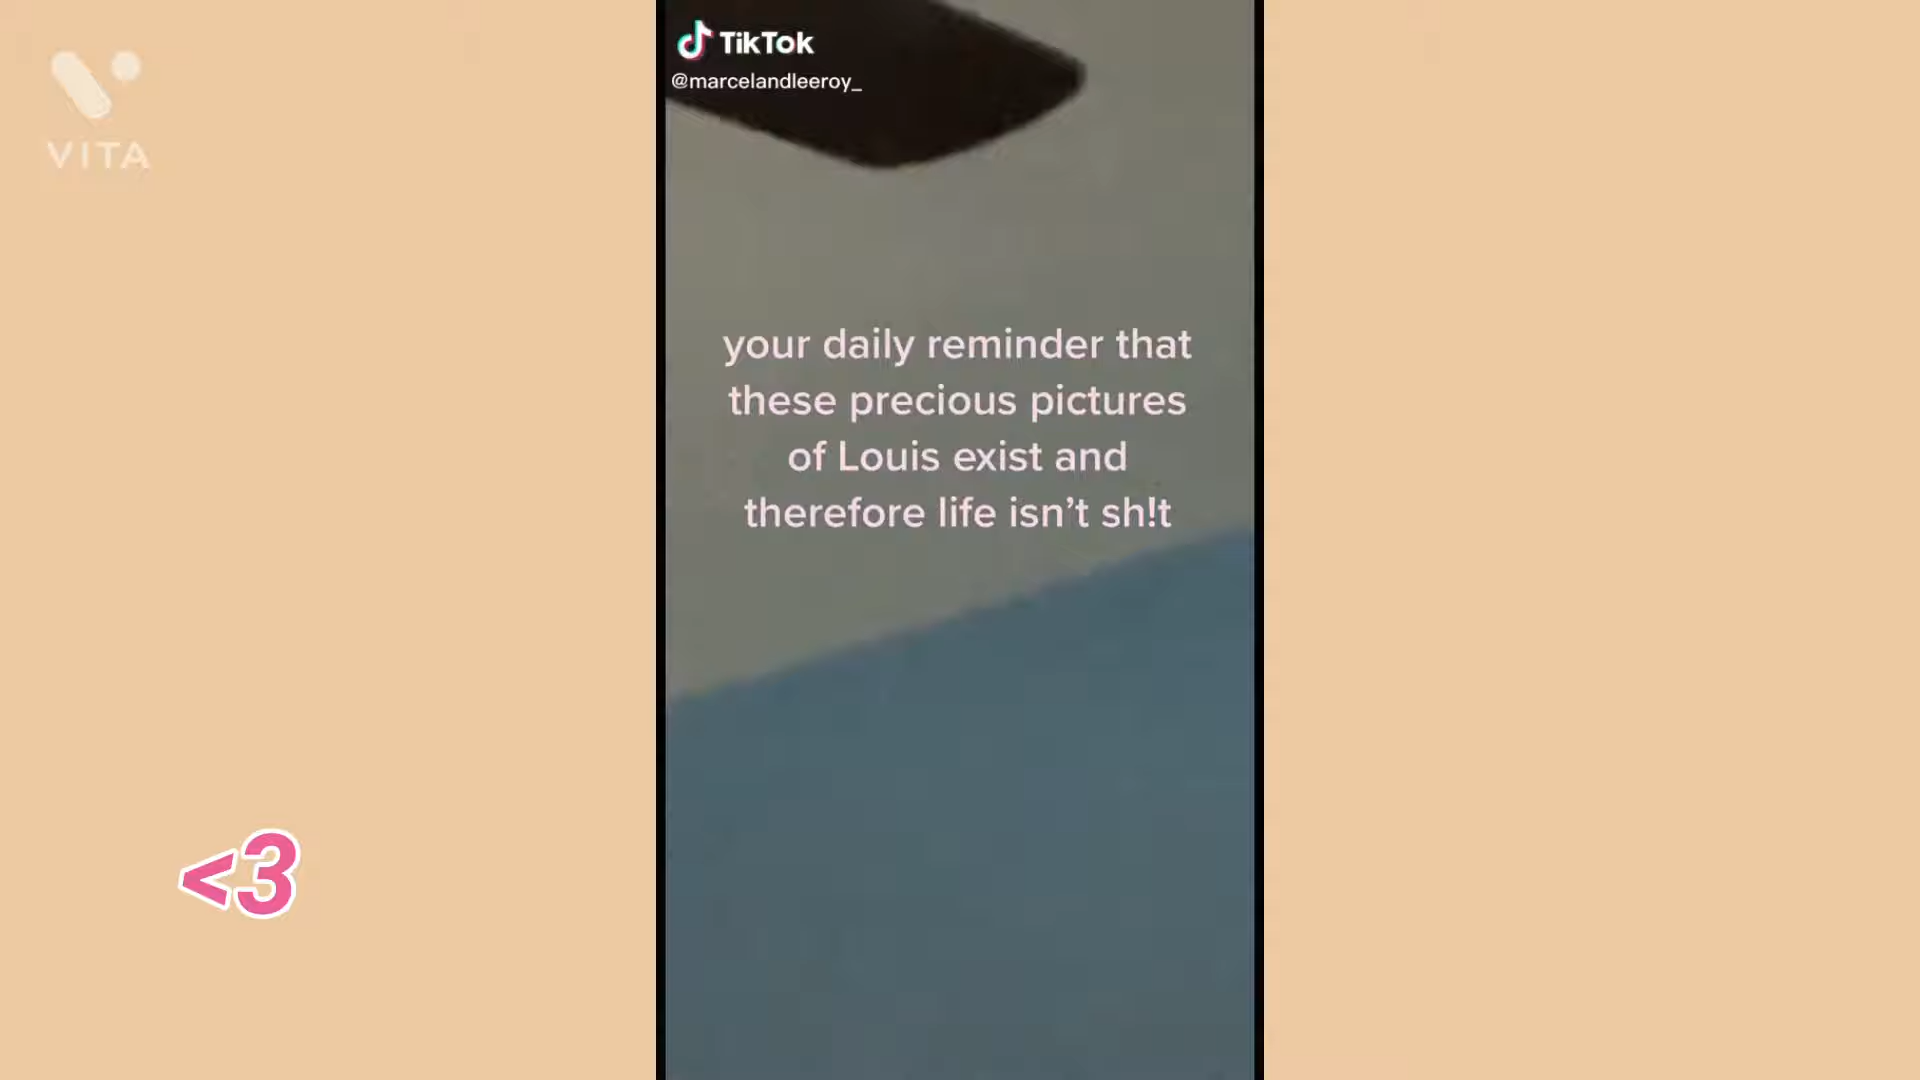 VITA
TikTok
@marcelandleeroy_
your daily reminder that
these precious pictures
of Louis exist and
therefore life isn’t sh!t
<3